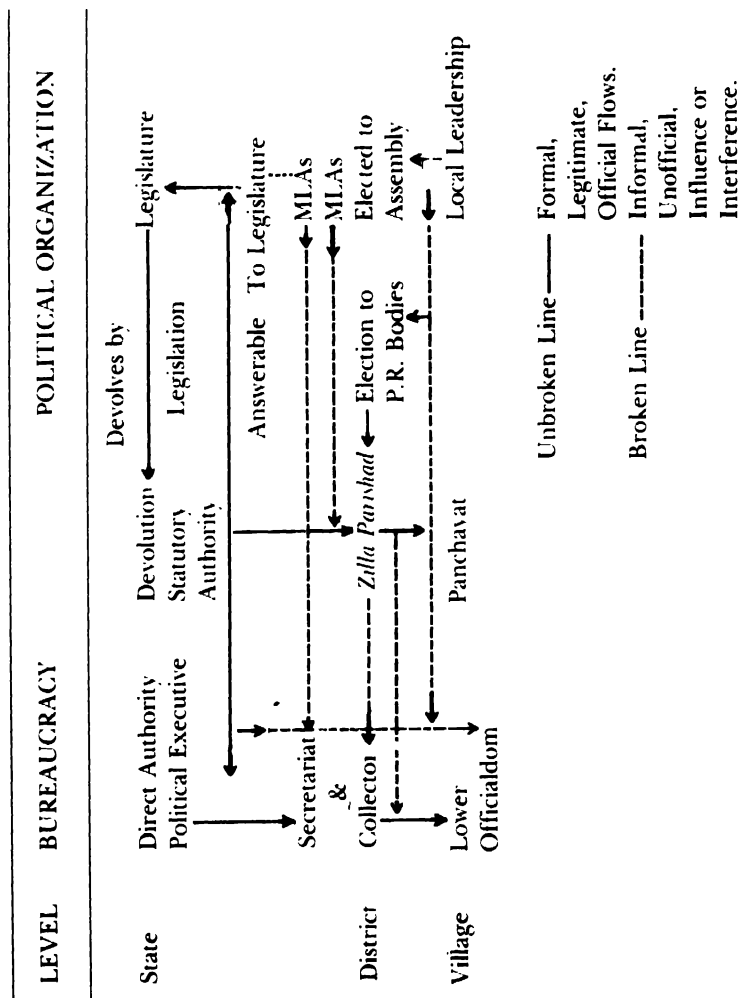 LEVEL BUREAUCRACY POLITICAL ORGANIZATION
State Direct Authority Devolution Devolves by Legislature
Political Executive Statutory Legislation
Authority
Answerable To Legislature
Secretariat MLAs
& MLAs
District Collector Zilla Parishad Election to Elected to
P.R. Bodies Assembly
Village Lower Panchayat Local Leadership
Officialdom
Unbroken Line Formal,
Legitimate,
Official Flows.
Broken Line Informal,
Unofficial,
Influence or
Interference.